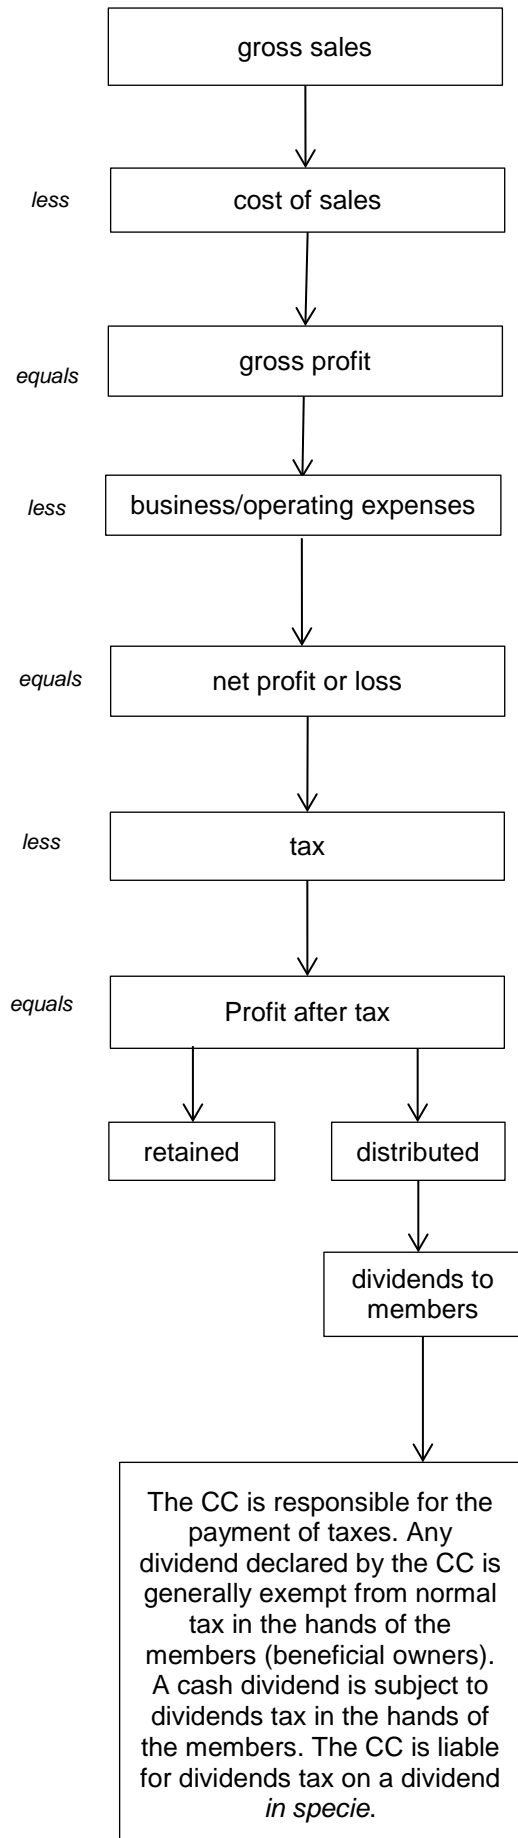 gross sales
less
cost of sales
equals
gross profit
less
business/operating expenses
equals
net profit or loss
less
tax
equals
Profit after tax
retained
distributed
dividends to
members
The CC is responsible for the
payment of taxes. Any
dividend declared by the CC is
generally exempt from normal
tax in the hands of the
members (beneficial owners).
A cash dividend is subject to
dividends tax in the hands of
the members. The CC is liable
for dividends tax on a dividend
in specie.